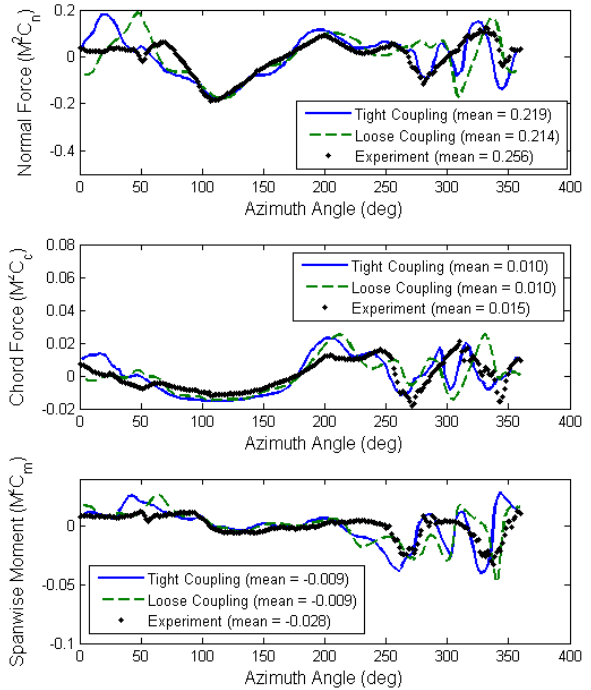 Normal Force (M²Cn)
0.2
0
-0.2
-0.4
Tight Coupling (mean = 0.219)
Loose Coupling (mean = 0.214)
Experiment (mean = 0.256)
0 50 100 150 200 250 300 350 400
Azimuth Angle (deg)
Chord Force (M²Cc)
0.08
0.06
0.04
0.02
0
-0.02
Tight Coupling (mean = 0.010)
Loose Coupling (mean = 0.010)
Experiment (mean = 0.015)
0 50 100 150 200 250 300 350 400
Azimuth Angle (deg)
Spanwise Moment (M²Cm)
0
-0.05
-0.1
Tight Coupling (mean = -0.009)
Loose Coupling (mean = -0.009)
Experiment (mean = -0.028)
0 50 100 150 200 250 300 350 400
Azimuth Angle (deg)